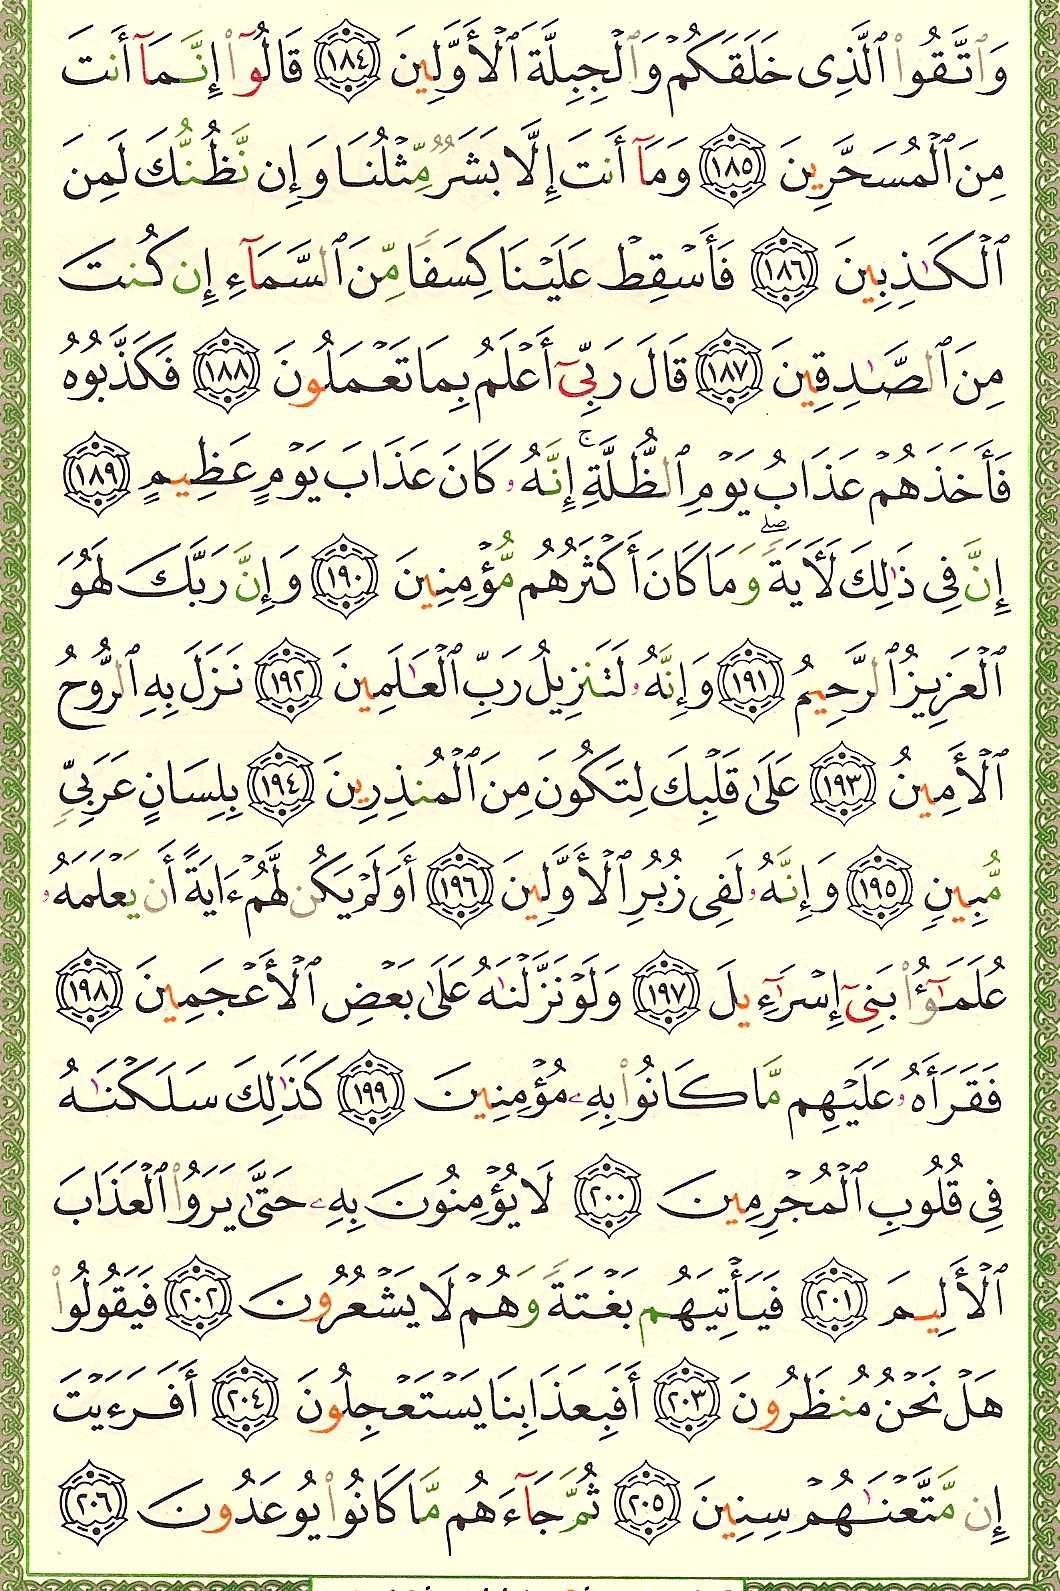 وَٱتَّقُوا۟ ٱلَّذِى خَلَقَكُمْ وَٱلْجِبِلَّةَ ٱلْأَوَّلِينَ ١٨٤ قَالُوٓا۟ إِنَّمَآ أَنتَ
مِنَ ٱلْمُسَحَّرِينَ ١٨٥ وَمَآ أَنتَ إِلَّا بَشَرٌ مِّثْلُنَا وَإِن نَّظُنُّكَ لَمِنَ
ٱلْكَـٰذِبِينَ ١٨٦ فَأَسْقِطْ عَلَيْنَا كِسَفًا مِّنَ ٱلسَّمَآءِ إِن كُنتَ
مِنَ ٱلصَّـٰدِقِينَ ١٨٧ قَالَ رَبِّىٓ أَعْلَمُ بِمَا تَعْمَلُونَ ١٨٨ فَكَذَّبُوهُ
فَأَخَذَهُمْ عَذَابُ يَوْمِ ٱلظُّلَّةِ ۚ إِنَّهُۥ كَانَ عَذَابَ يَوْمٍ عَظِيمٍ ١٨٩
إِنَّ فِى ذَٰلِكَ لَـَٔايَةً ۖ وَمَا كَانَ أَكْثَرُهُم مُّؤْمِنِينَ ١٩٠ وَإِنَّ رَبَّكَ لَهُوَ
ٱلْعَزِيزُ ٱلرَّحِيمُ ١٩١ وَإِنَّهُۥ لَتَنزِيلُ رَبِّ ٱلْعَـٰلَمِينَ ١٩٢ نَزَلَ بِهِ ٱلرُّوحُ
ٱلْأَمِينُ ١٩٣ عَلَىٰ قَلْبِكَ لِتَكُونَ مِنَ ٱلْمُنذِرِينَ ١٩٤ بِلِسَانٍ عَرَبِىٍّ
مُّبِينٍ ١٩٥ وَإِنَّهُۥ لَفِى زُبُرِ ٱلْأَوَّلِينَ ١٩٦ أَوَلَمْ يَكُن لَّهُمْ ءَايَةً أَن يَعْلَمَهُۥ
عُلَمَـٰٓؤُا۟ بَنِىٓ إِسْرَٰٓءِيلَ ١٩٧ وَلَوْ نَزَّلْنَـٰهُ عَلَىٰ بَعْضِ ٱلْأَعْجَمِينَ ١٩٨
فَقَرَأَهُۥ عَلَيْهِم مَّا كَانُوا۟ بِهِۦ مُؤْمِنِينَ ١٩٩ كَذَٰلِكَ سَلَكْنَـٰهُ
فِى قُلُوبِ ٱلْمُجْرِمِينَ ٢٠٠ لَا يُؤْمِنُونَ بِهِۦ حَتَّىٰ يَرَوُا۟ ٱلْعَذَابَ
ٱلْأَلِيمَ ٢٠١ فَيَأْتِيَهُم بَغْتَةً وَهُمْ لَا يَشْعُرُونَ ٢٠٢ فَيَقُولُوا۟
هَلْ نَحْنُ مُنظَرُونَ ٢٠٣ أَفَبِعَذَابِنَا يَسْتَعْجِلُونَ ٢٠٤ أَفَرَءَيْتَ
إِن مَّتَّعْنَـٰهُمْ سِنِينَ ٢٠٥ ثُمَّ جَآءَهُم مَّا كَانُوا۟ يُوعَدُونَ ٢٠٦